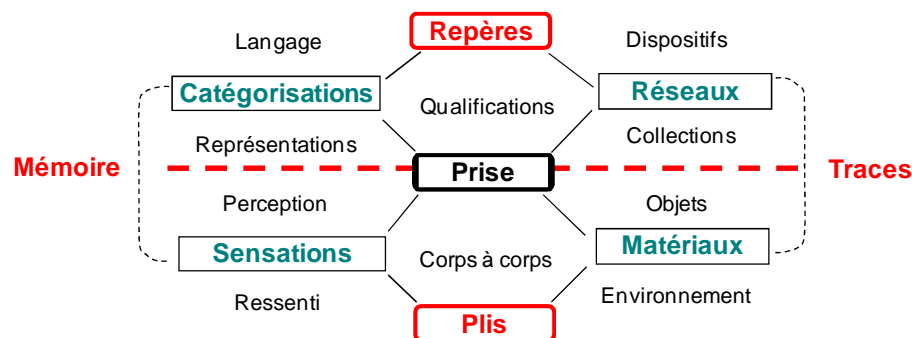 Repères
Langage
Dispositifs
Catégorisations
Réseaux
Qualifications
Représentations
Collections
Mémoire
Prise
Traces
Perception
Objets
Sensations
Matériaux
Corps à corps
Ressenti
Environnement
Plis